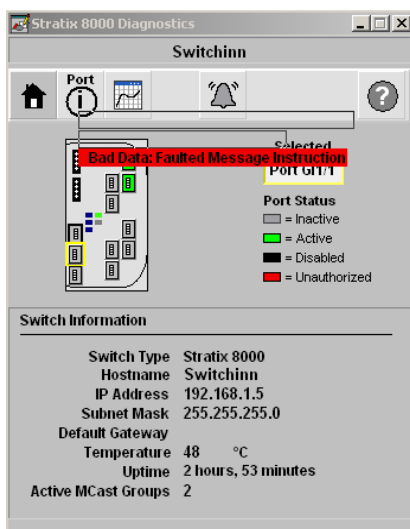 Stratix 8000 Diagnostics
Switchinn
Port
Selected
Bad Data: Faulted Message Instruction
Port Gi1/1
Port Status
= Inactive
= Active
= Disabled
= Unauthorized
Switch Information
Switch Type Stratix 8000
Hostname Switchinn
IP Address 192.168.1.5
Subnet Mask 255.255.255.0
Default Gateway
Temperature 48 °C
Uptime 2 hours, 53 minutes
Active MCast Groups 2